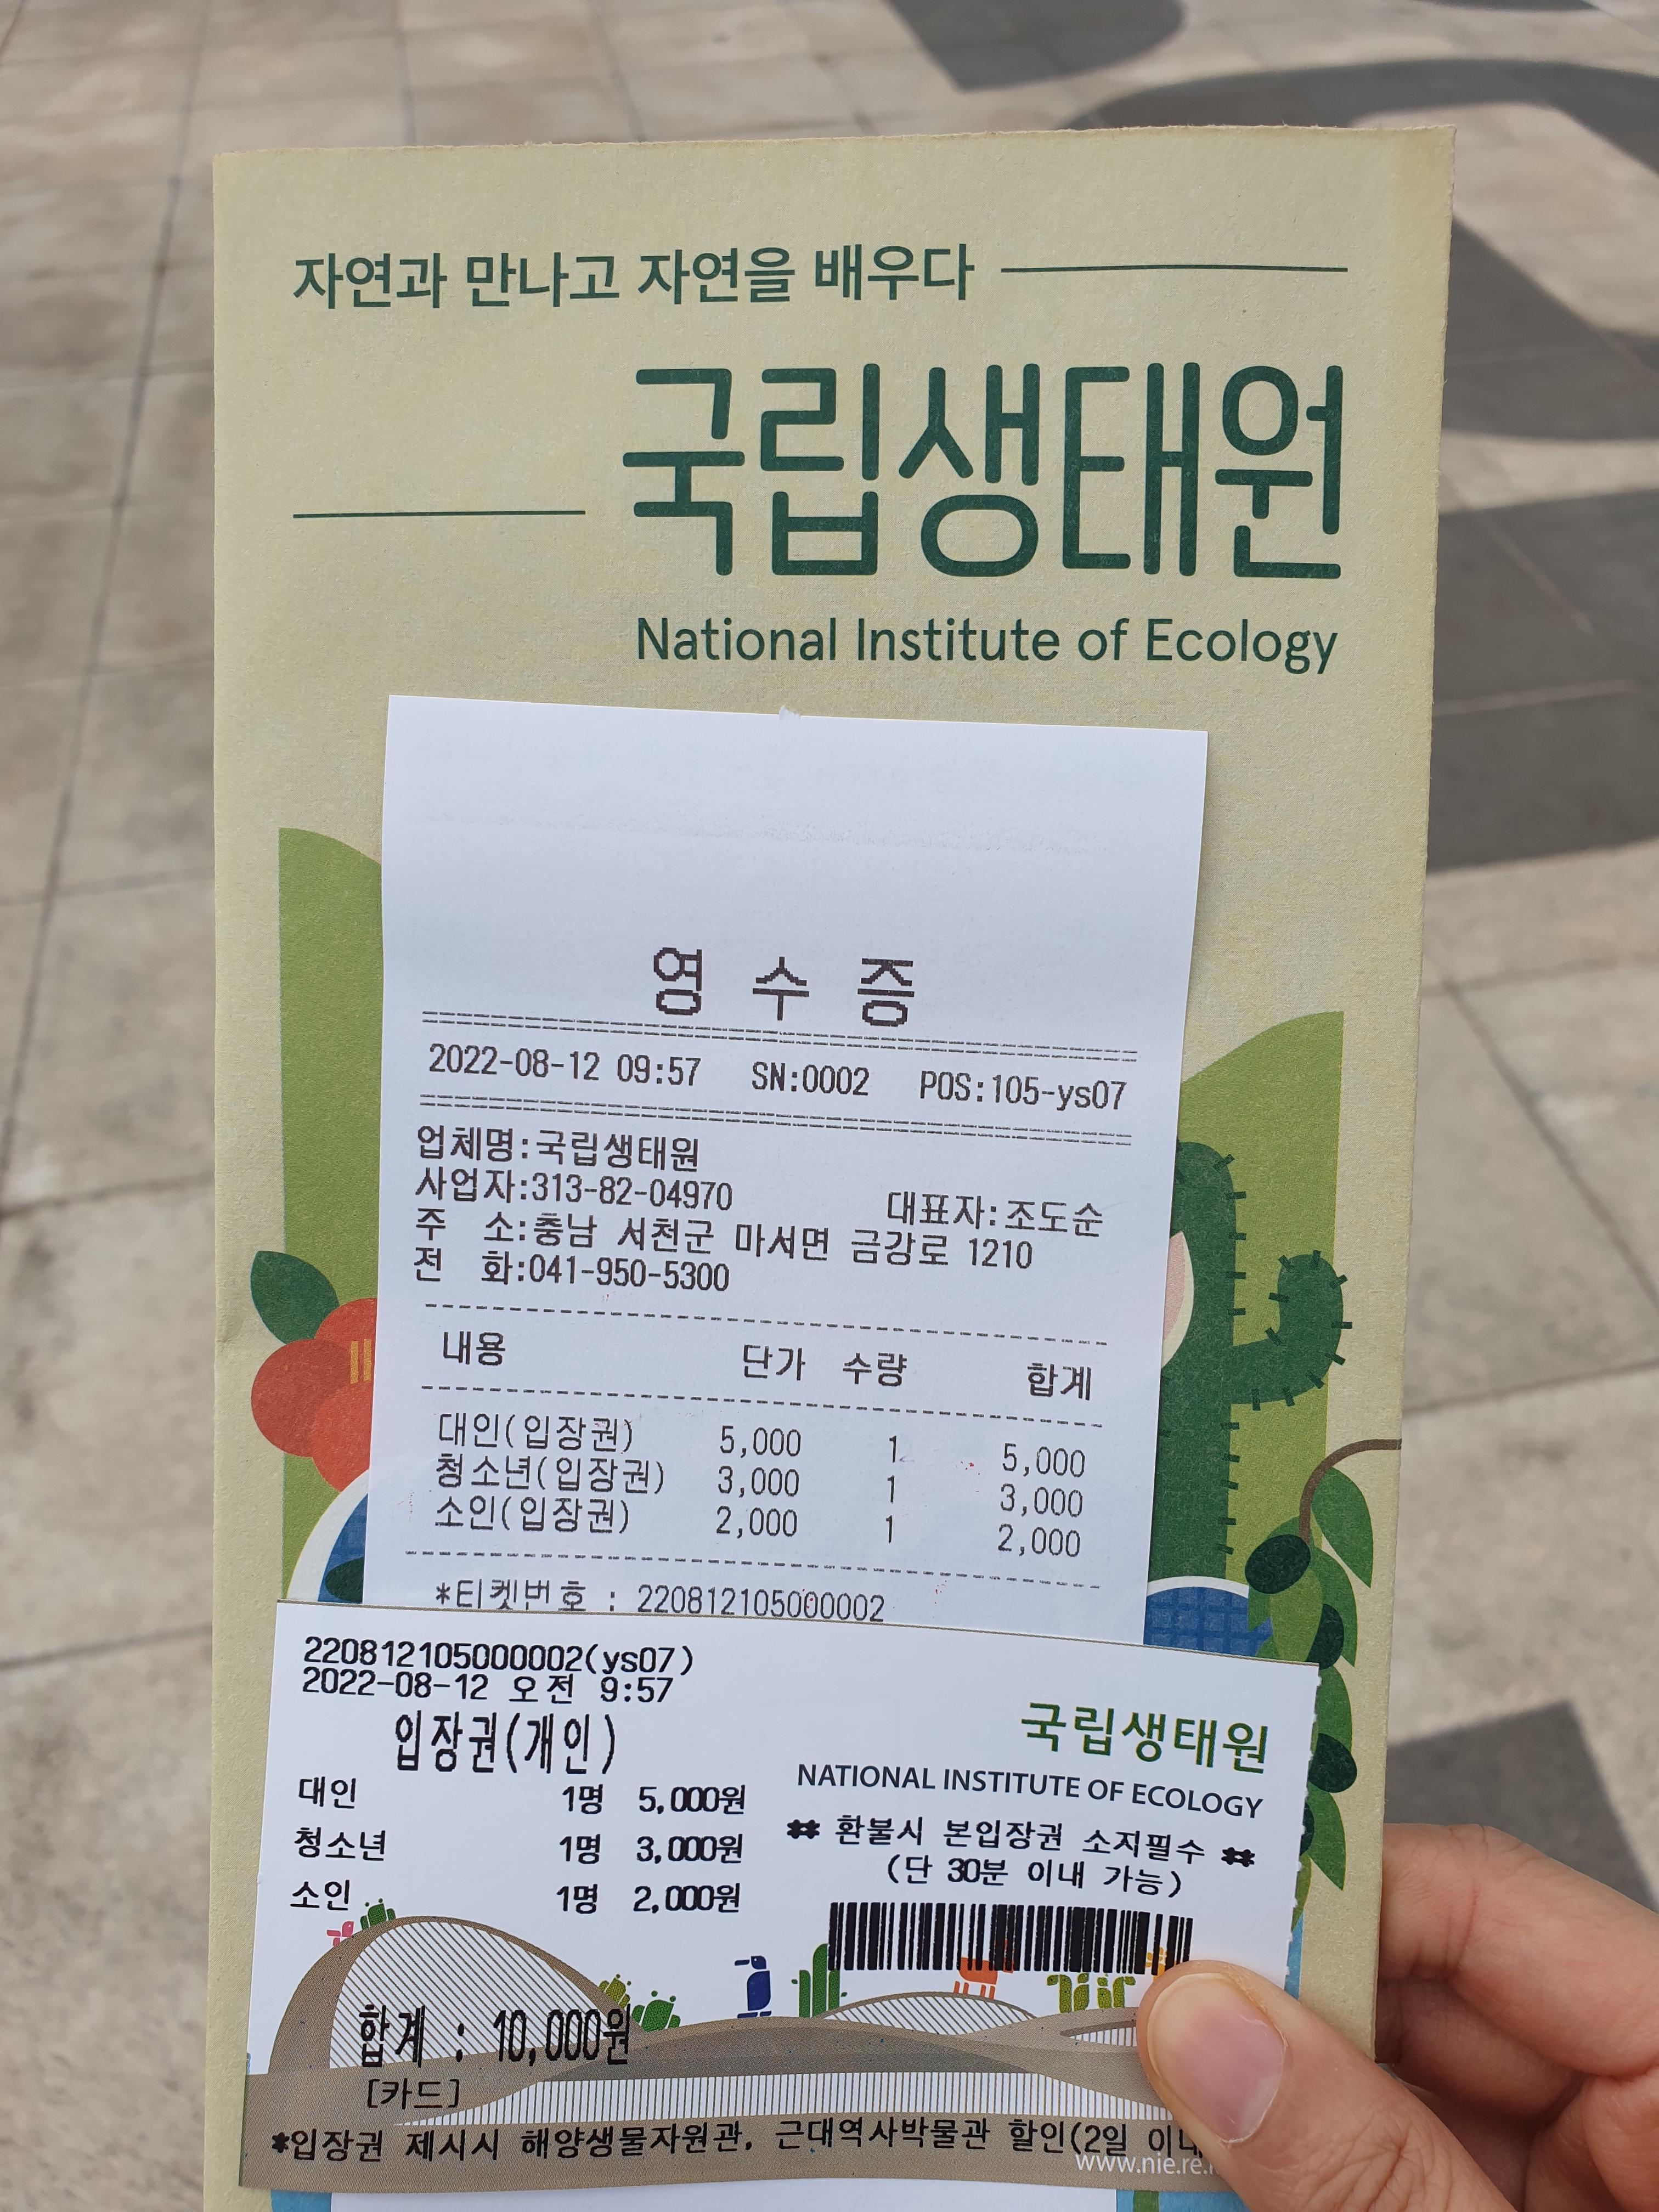 자연과 만나고 자연을 배우다
국립생태원
National Institute of Ecology
영 수 증
2022-08-12 09:57 SN:0002 POS:105-ys07
업체명:국립생태원
사업자:313-82-04970 대표자:조도순
주 소:충남 서천군 마서면 금강로 1210
전 화:041-950-5300
내용 단가 수량 합계
대인(입장권) 5,000 1 5,000
청소년(입장권) 3,000 1 3,000
소인(입장권) 2,000 1 2,000
*티켓번호 : 220812105000002
220812105000002(ys07)
2022-08-12 오전 9:57
입장권(개인)
대인 1명 5,000원
청소년 1명 3,000원
소인 1명 2,000원
합계 : 10,000원
[카드]
국립생태원
NATIONAL INSTITUTE OF ECOLOGY
** 환불시 본입장권 소지필수 **
(단 30분 이내 가능)
*입장권 제시시 해양생물자원관, 근대역사박물관 할인(2일 이내
www.nie.re.